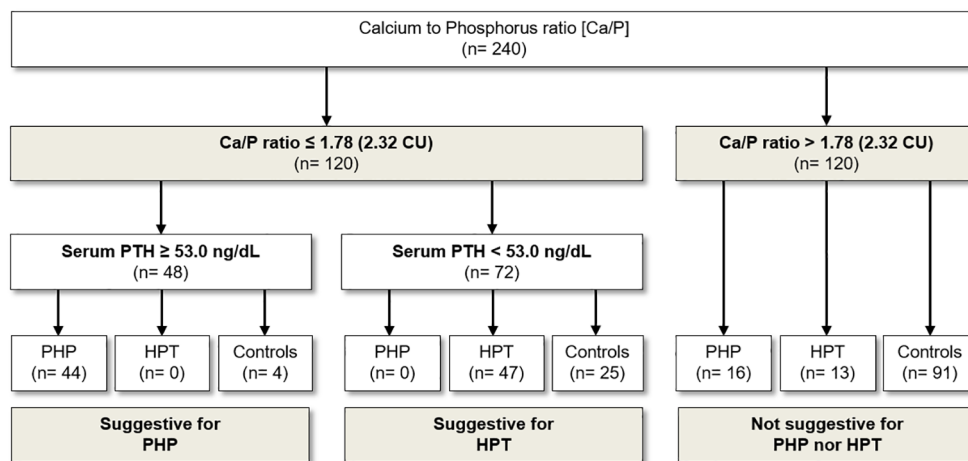 Calcium to Phosphorus ratio [Ca/P]
(n= 240)
Ca/P ratio ≤ 1.78 (2.32 CU)
(n= 120)
Ca/P ratio > 1.78 (2.32 CU)
(n= 120)
Serum PTH ≥ 53.0 ng/dL
(n= 48)
Serum PTH < 53.0 ng/dL
(n= 72)
PHP
(n= 44)
HPT
(n= 0)
Controls
(n= 4)
PHP
(n= 0)
HPT
(n= 47)
Controls
(n= 25)
PHP
(n= 16)
HPT
(n= 13)
Controls
(n= 91)
Suggestive for
PHP
Suggestive for
HPT
Not suggestive for
PHP nor HPT